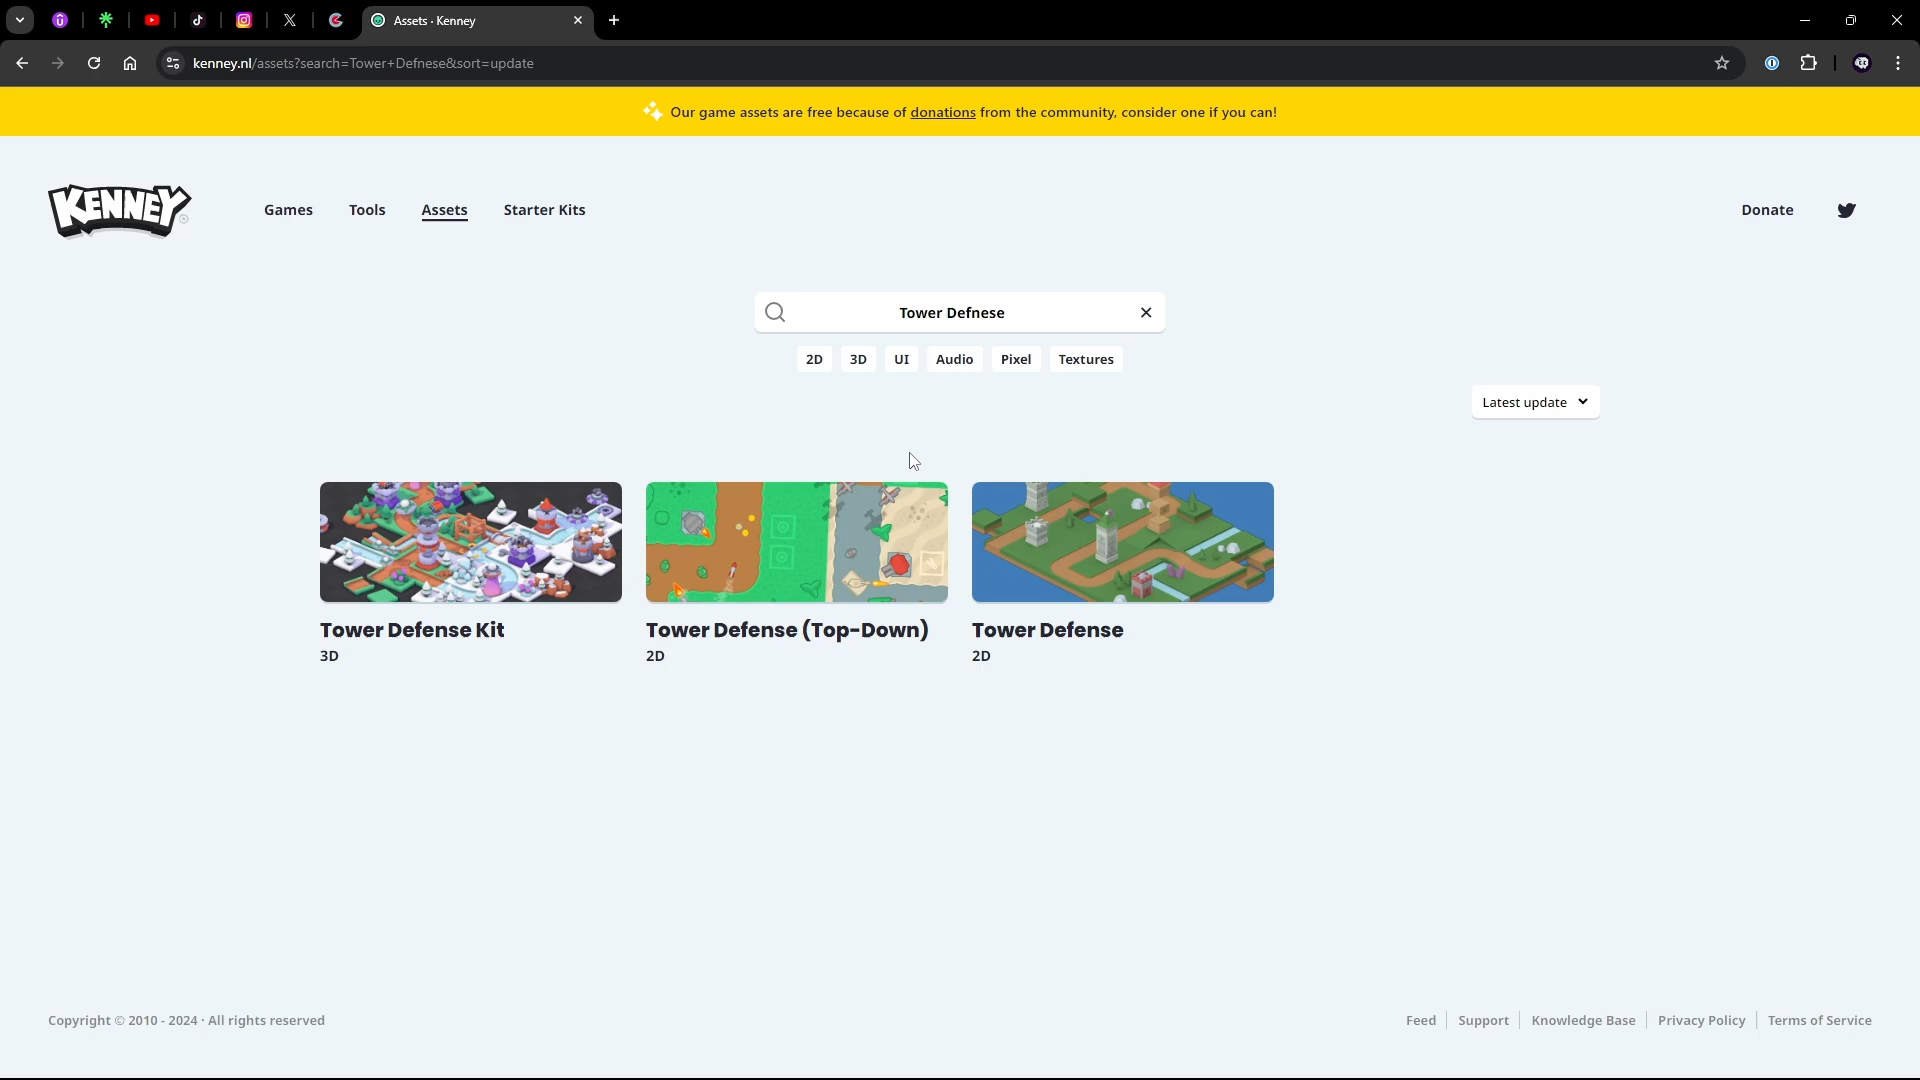 Assets · Kenney
kenney.nl/assets?search=Tower+Defnese&sort=update
Our game assets are free because of donations from the community, consider one if you can!
KENNEY
Games
Tools
Assets
Starter Kits
Donate
Tower Defnese
2D
3D
UI
Audio
Pixel
Textures
Latest update
Tower Defense Kit
3D
Tower Defense (Top-Down)
2D
Tower Defense
2D
Copyright © 2010 - 2024 · All rights reserved
Feed
Support
Knowledge Base
Privacy Policy
Terms of Service